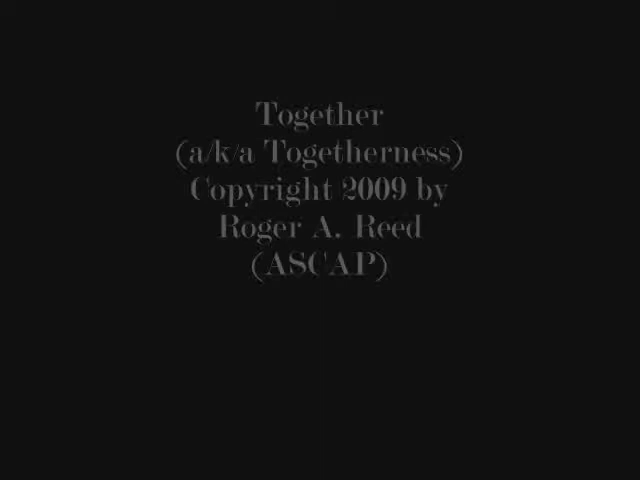 Together
(a/k/a Togetherness)
Copyright 2009 by
Roger A. Reed
(ASCAP)